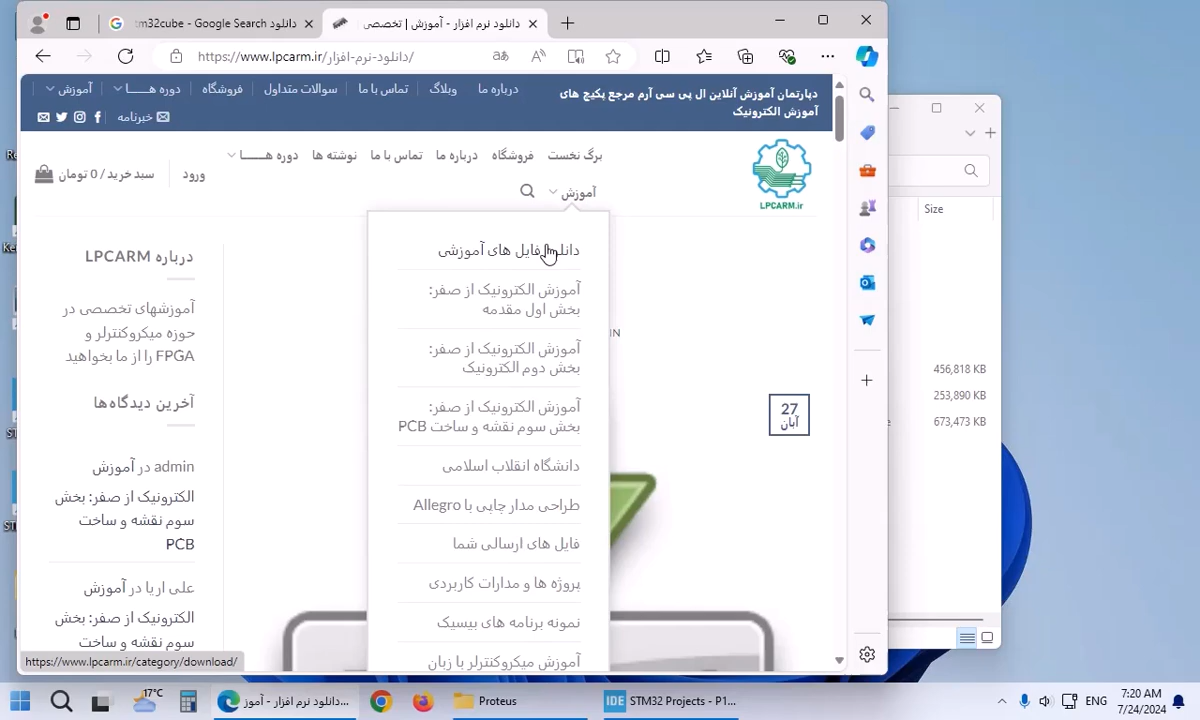 دانلود stm32cube - Google Search
دانلود نرم افزار - آموزش | تخصصی
https://www.lpcarm.ir/دانلود-نرم-افزار/
دپارتمان آموزش آنلاین ال پی سی آرم مرجع پکیج های
آموزش الکترونیک
درباره ما
وبلاگ
تماس با ما
سوالات متداول
فروشگاه
دوره هـــــا
آموزش
خبرنامه
برگ نخست
فروشگاه
درباره ما
تماس با ما
نوشته ها
دوره هـــــا
آموزش
ورود
سبد خرید / 0 تومان
LPCARM.ir
دانلود فایل های آموزشی
آموزش الکترونیک از صفر:
بخش اول مقدمه
آموزش الکترونیک از صفر:
بخش دوم الکترونیک
آموزش الکترونیک از صفر:
بخش سوم نقشه و ساخت PCB
دانشگاه انقلاب اسلامی
طراحی مدار چاپی با Allegro
فایل های ارسالی شما
پروژه ها و مدارات کاربردی
نمونه برنامه های بیسیک
آموزش میکروکنترلر با زبان
27
آبان
درباره LPCARM
آموزشهای تخصصی در
حوزه میکروکنترلر و
FPGA را از ما بخواهید
آخرین دیدگاه‌ها
admin در آموزش
الکترونیک از صفر: بخش
سوم نقشه و ساخت
PCB
علی اریا در آموزش
الکترونیک از صفر: بخش
سوم نقشه و ساخت
https://www.lpcarm.ir/category/download/
Size
456,818 KB
253,890 KB
673,473 KB
17°C
دانلود نرم افزار - آموز...
Proteus
IDE
STM32 Projects - P1...
ENG
7:20 AM
7/24/2024